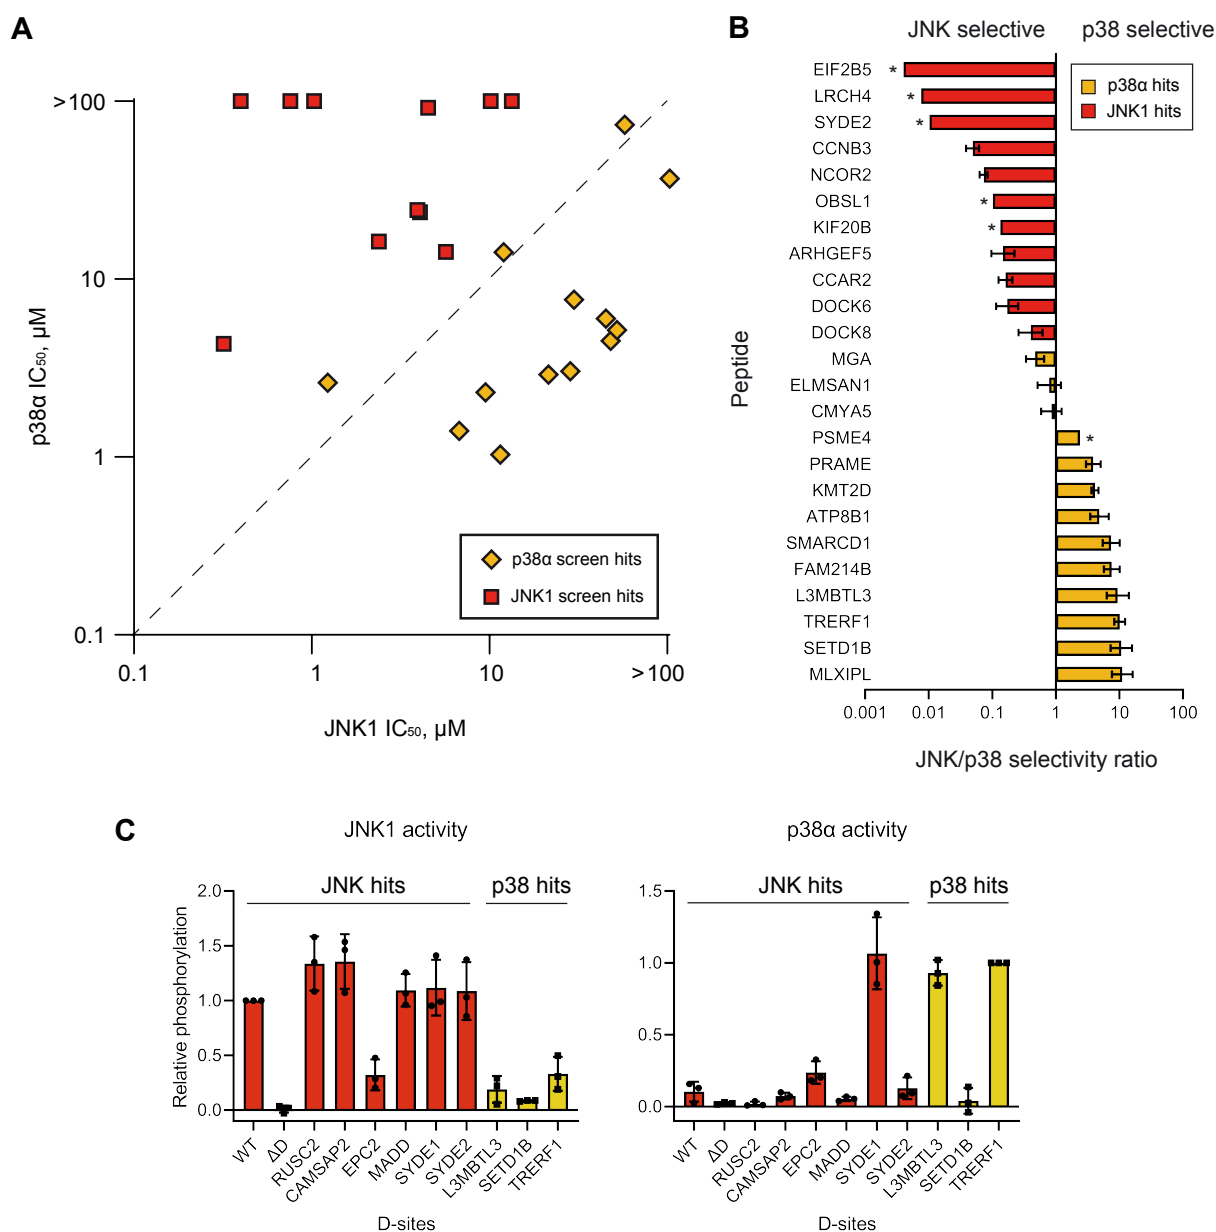 A
>100
10
1
0.1
p38α IC50, µM
0.1
1
10
>100
JNK1 IC50, µM
p38α screen hits
JNK1 screen hits
B
JNK selective
p38 selective
p38α hits
JNK1 hits
Peptide
EIF2B5
*
LRCH4
*
SYDE2
*
CCNB3
NCOR2
OBSL1
*
KIF20B
*
ARHGEF5
CCAR2
DOCK6
DOCK8
MGA
ELMSAN1
CMYA5
PSME4
*
PRAME
KMT2D
ATP8B1
SMARCD1
FAM214B
L3MBTL3
TRERF1
SETD1B
MLXIPL
0.001
0.01
0.1
1
10
100
JNK/p38 selectivity ratio
C
JNK1 activity
JNK hits
p38 hits
Relative phosphorylation
2.0
1.5
1.0
0.5
0.0
WT
ΔD
RUSC2
CAMSAP2
EPC2
MADD
SYDE1
SYDE2
L3MBTL3
SETD1B
TRERF1
D-sites
p38α activity
JNK hits
p38 hits
1.5
1.0
0.5
0.0
WT
ΔD
RUSC2
CAMSAP2
EPC2
MADD
SYDE1
SYDE2
L3MBTL3
SETD1B
TRERF1
D-sites